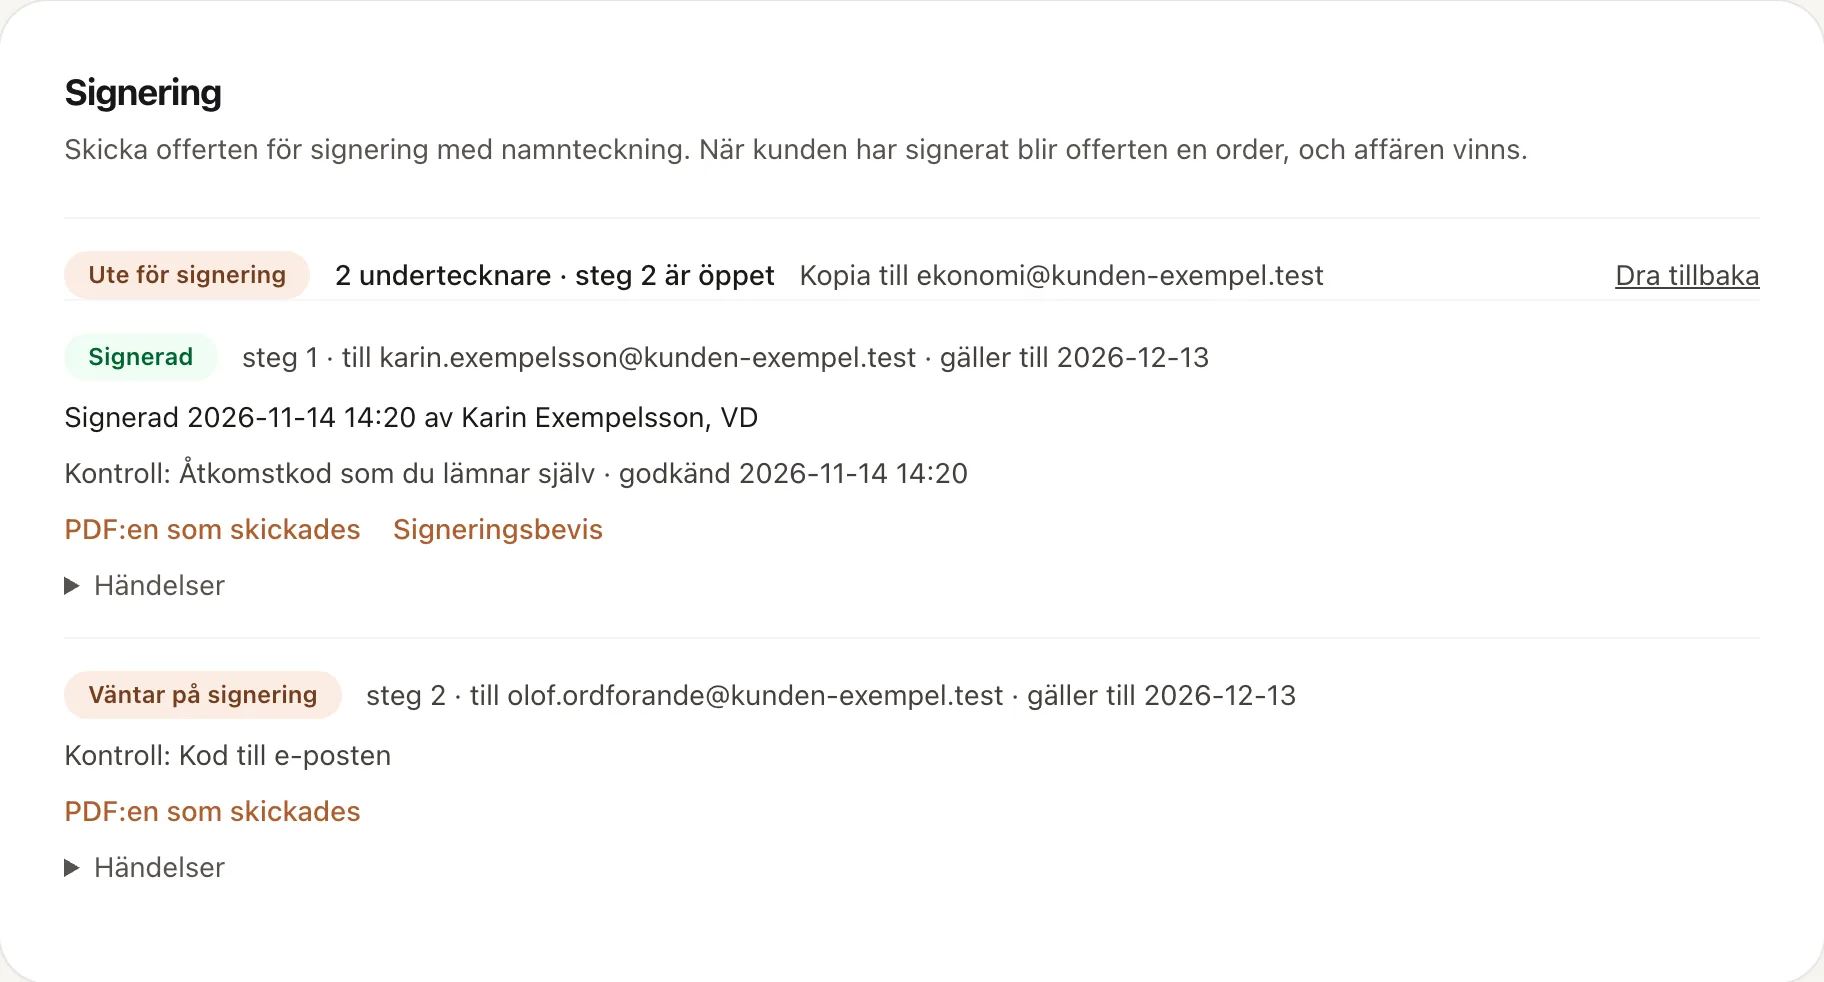 Signering
Skicka offerten för signering med namnteckning. När kunden har signerat blir offerten en order, och affären vinns.
Ute för signering 2 undertecknare · steg 2 är öppet Kopia till ekonomi@kunden-exempel.test Dra tillbaka
Signerad steg 1 · till karin.exempelsson@kunden-exempel.test · gäller till 2026-12-13
Signerad 2026-11-14 14:20 av Karin Exempelsson, VD
Kontroll: Åtkomstkod som du lämnar själv · godkänd 2026-11-14 14:20
PDF:en som skickades Signeringsbevis
Händelser
Väntar på signering steg 2 · till olof.ordforande@kunden-exempel.test · gäller till 2026-12-13
Kontroll: Kod till e-posten
PDF:en som skickades
Händelser